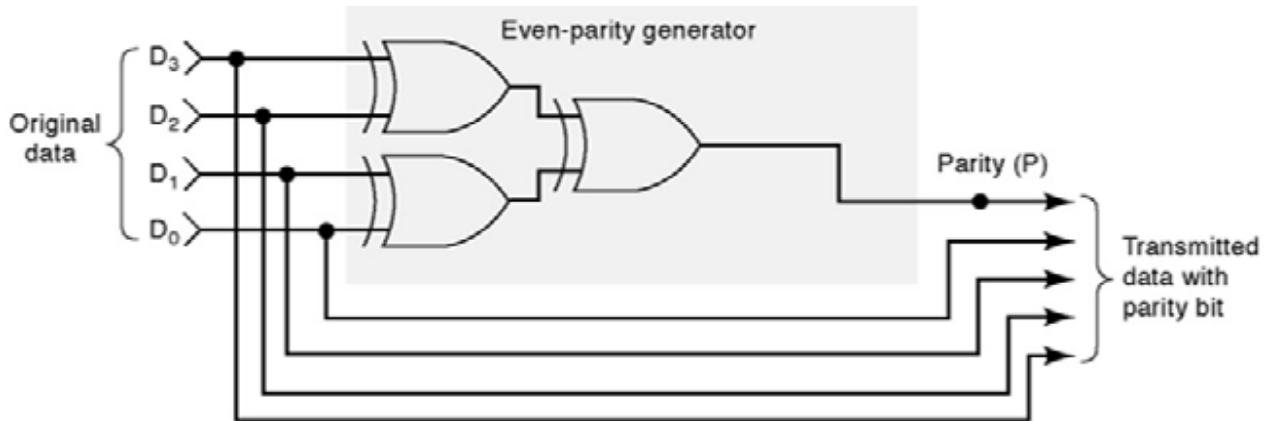 Even-parity generator
Original
data
D₃
D₂
D₁
D₀
Parity (P)
Transmitted
data with
parity bit